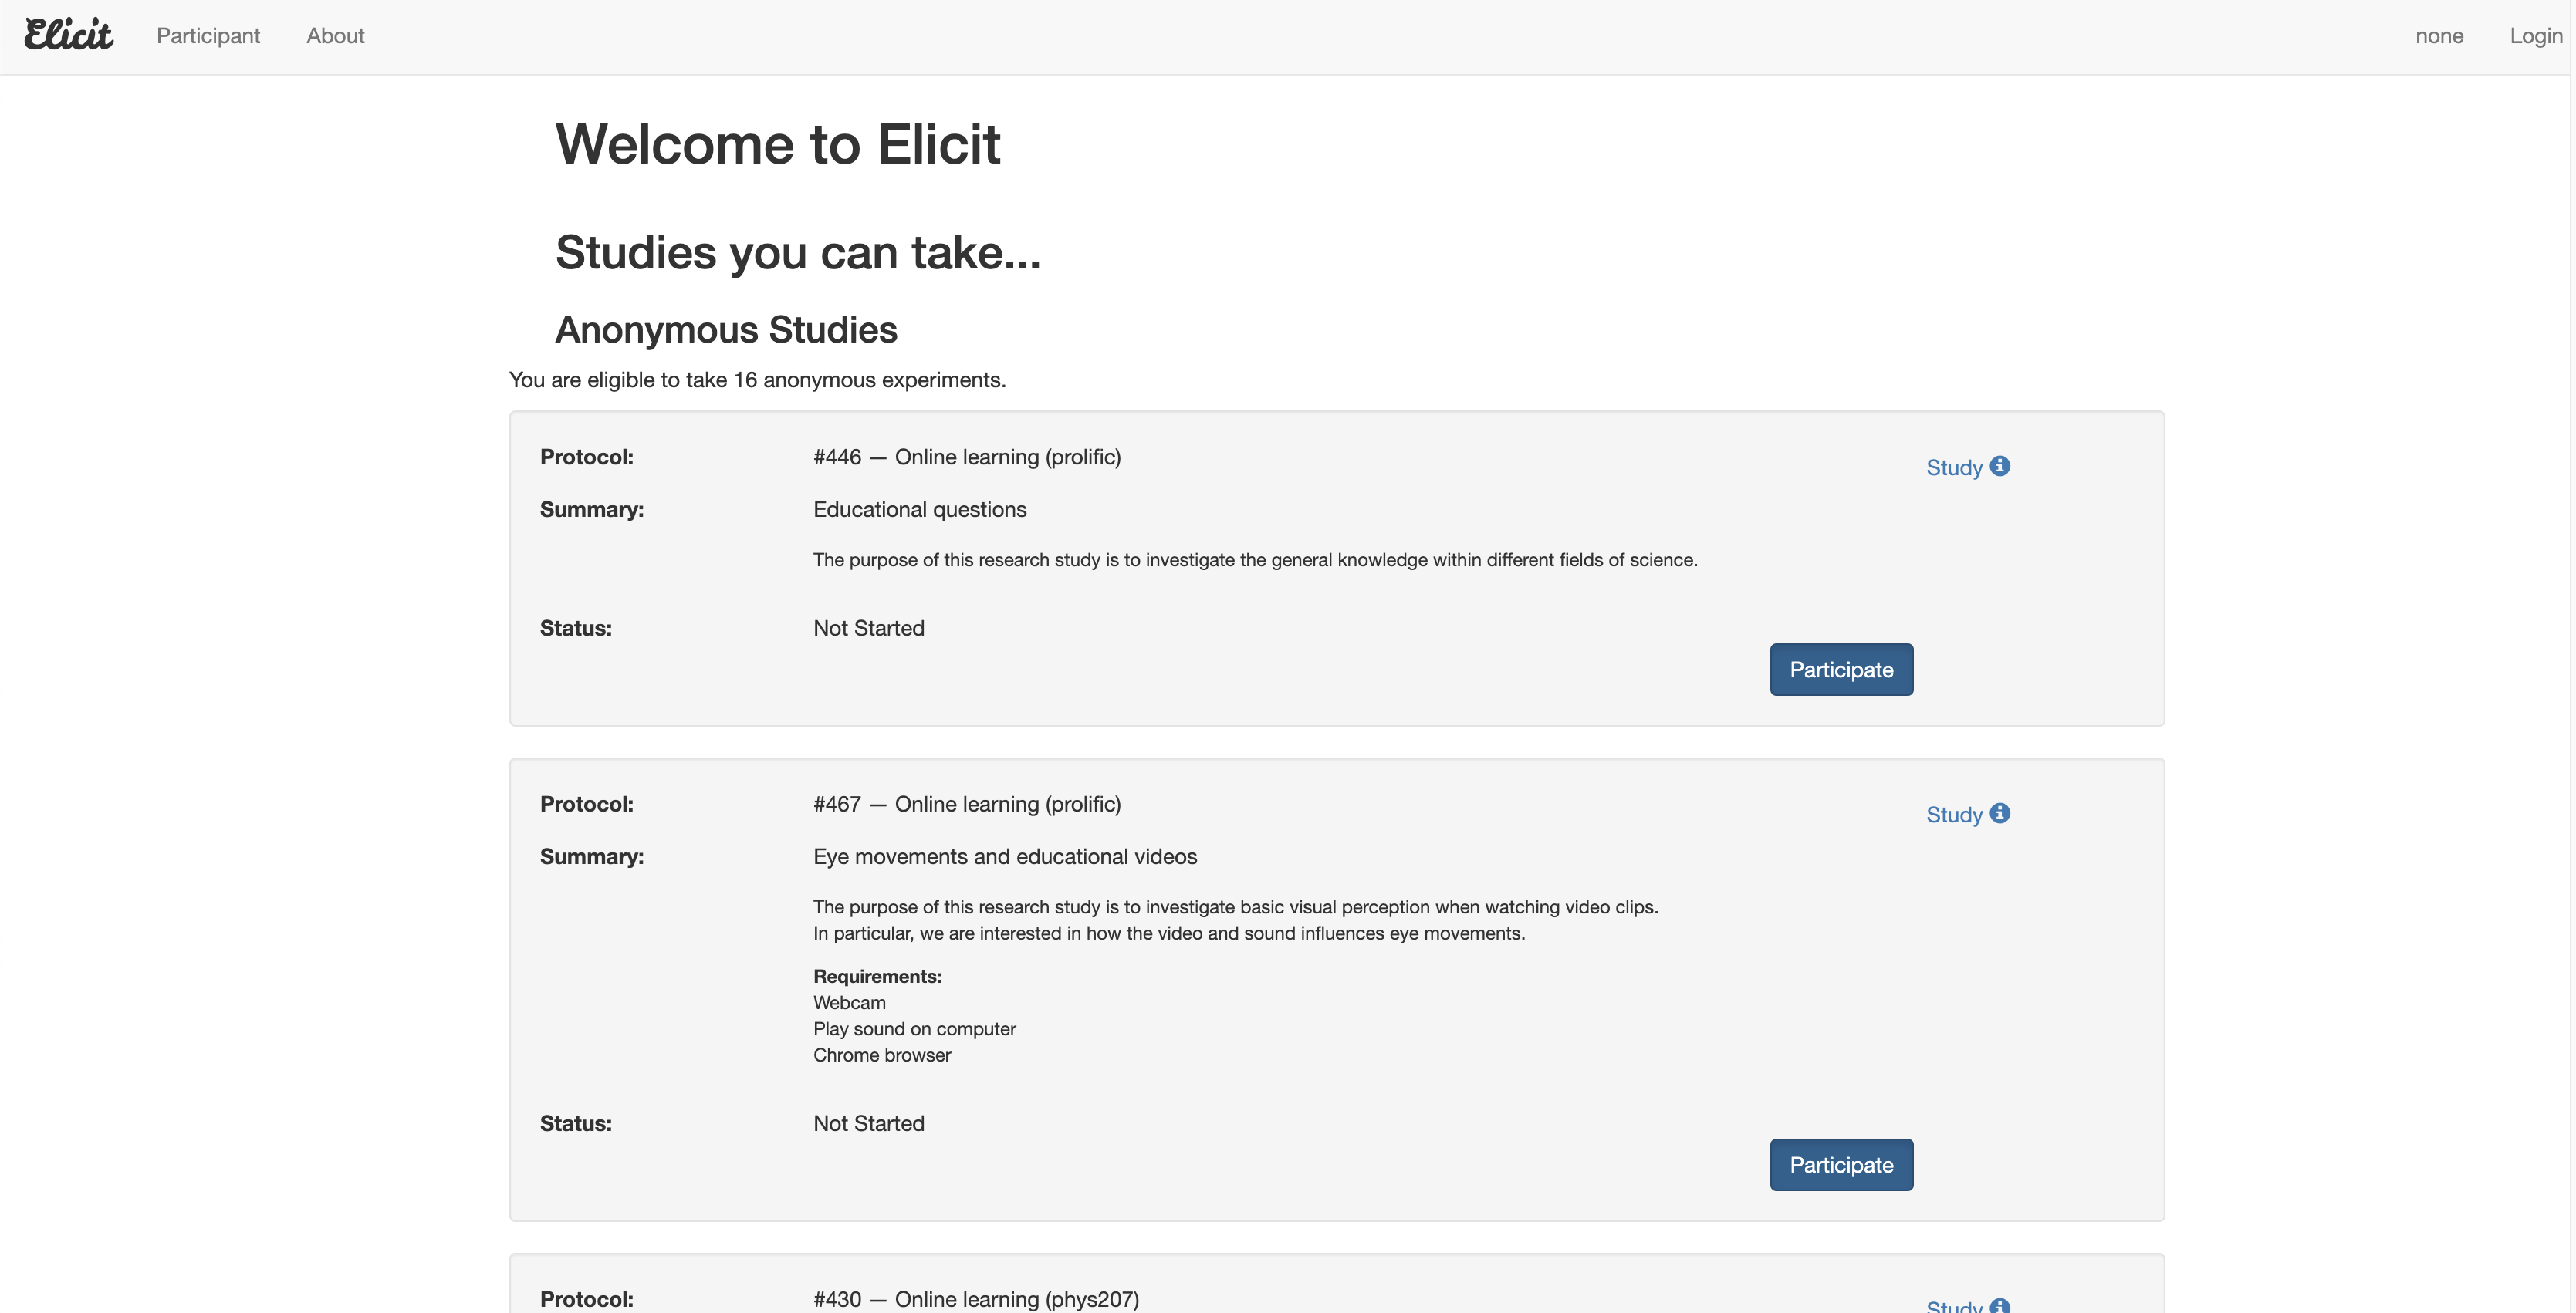 Elicit Participant About none Login
Welcome to Elicit
Studies you can take...
Anonymous Studies
You are eligible to take 16 anonymous experiments.
Protocol: #446 — Online learning (prolific) Study
Summary: Educational questions
The purpose of this research study is to investigate the general knowledge within different fields of science.
Status: Not Started
Participate
Protocol: #467 — Online learning (prolific) Study
Summary: Eye movements and educational videos
The purpose of this research study is to investigate basic visual perception when watching video clips.
In particular, we are interested in how the video and sound influences eye movements.
Requirements:
Webcam
Play sound on computer
Chrome browser
Status: Not Started
Participate
Protocol: #430 — Online learning (phys207) Study